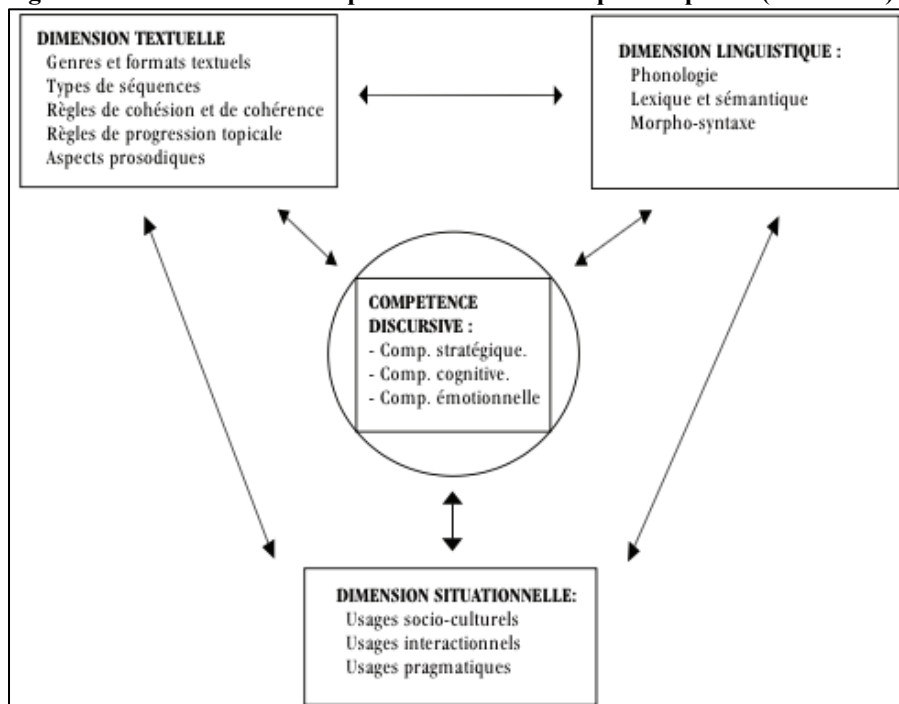 DIMENSION TEXTUELLE
Genres et formats textuels
Types de séquences
Règles de cohésion et de cohérence
Règles de progression topicale
Aspects prosodiques
DIMENSION LINGUISTIQUE :
Phonologie
Lexique et sémantique
Morpho-syntaxe
COMPETENCE
DISCURSIVE :
- Comp. stratégique.
- Comp. cognitive.
- Comp. émotionnelle
DIMENSION SITUATIONNELLE:
Usages socio-culturels
Usages interactionnels
Usages pragmatiques